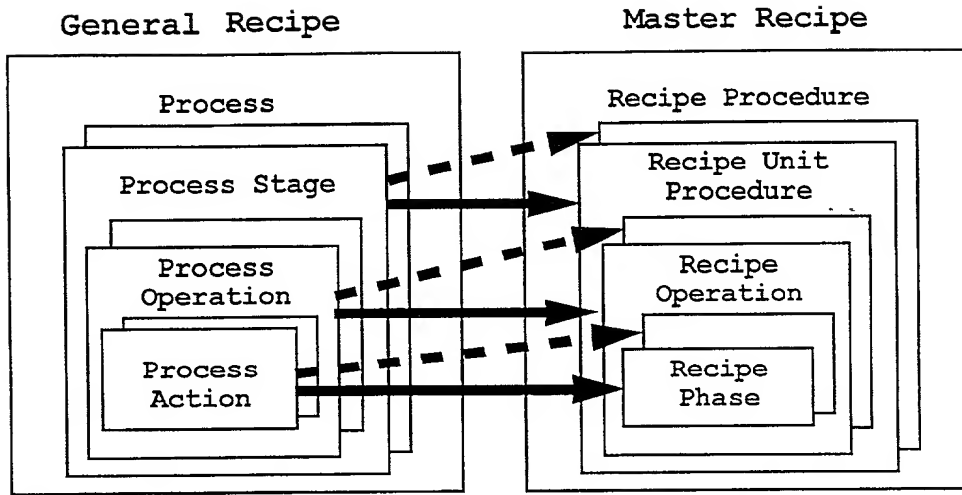 General Recipe
Process
Process Stage
Process
Operation
Process
Action
Master Recipe
Recipe Procedure
Recipe Unit
Procedure
Recipe
Operation
Recipe
Phase